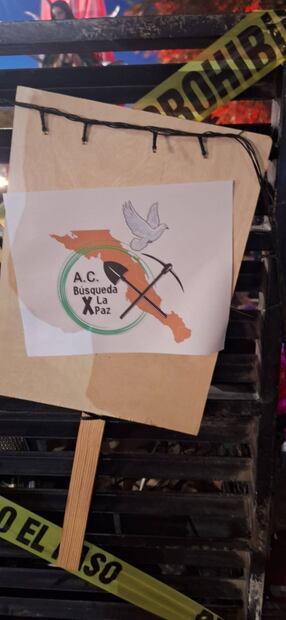 PROHIBI
A.C.
Búsqueda
X La
Paz
O EL PASO